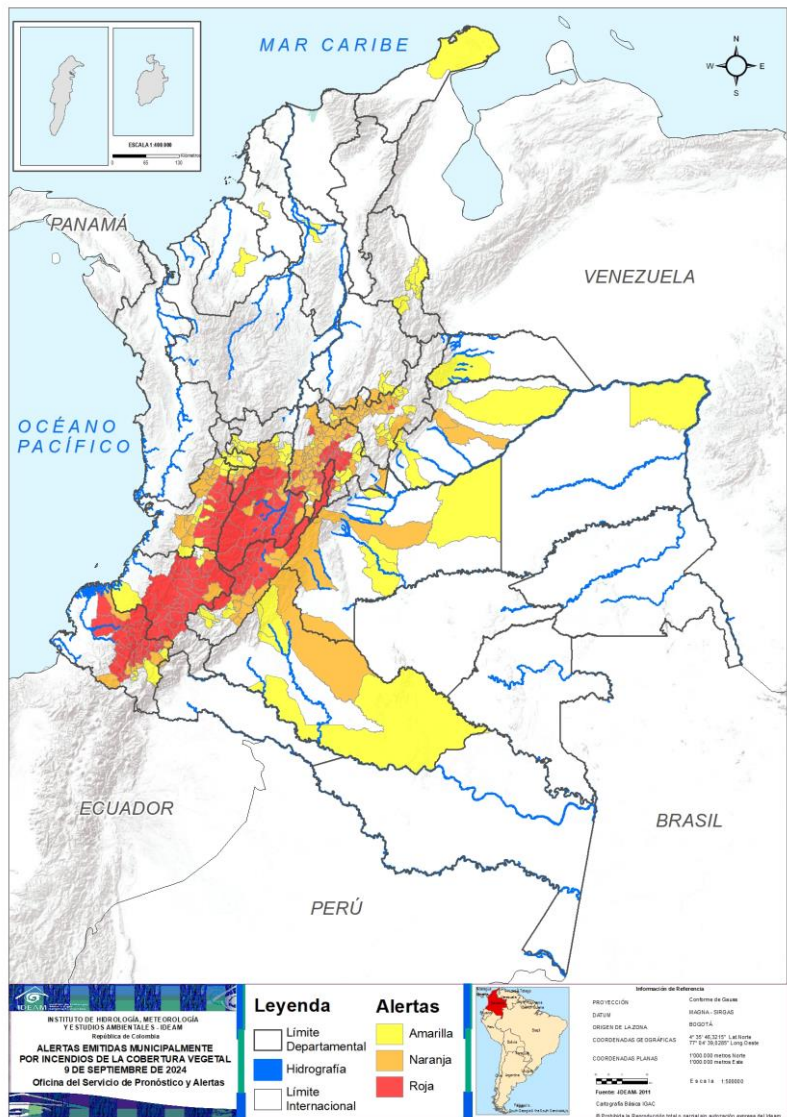 MAR CARIBE
N
W
E
S
ESCALA 1:400.000
PANAMÁ
VENEZUELA
OCÉANO
PACÍFICO
ECUADOR
BRASIL
PERÚ
IDEAM
INSTITUTO DE HIDROLOGÍA, METEOROLOGÍA
Y ESTUDIOS AMBIENTALES - IDEAM
República de Colombia
ALERTAS EMITIDAS MUNICIPALMENTE
POR INCENDIOS DE LA COBERTURA VEGETAL
9 DE SEPTIEMBRE DE 2024
Oficina del Servicio de Pronóstico y Alertas
Leyenda
Límite
Departamental
Hidrografía
Límite
Internacional
Alertas
Amarilla
Naranja
Roja
Información de Referencia
PROYECCIÓN Conforme de Gauss
DATUM MAGNA - SIRGAS
ORIGEN DE LA ZONA BOGOTÁ
COORDENADAS GEOGRÁFICAS
COORDENADAS PLANAS 1'000.000 metros Norte
1'000.000 metros Este
Fuente: IDEAM- 2011
Cartografía Básica: IGAC